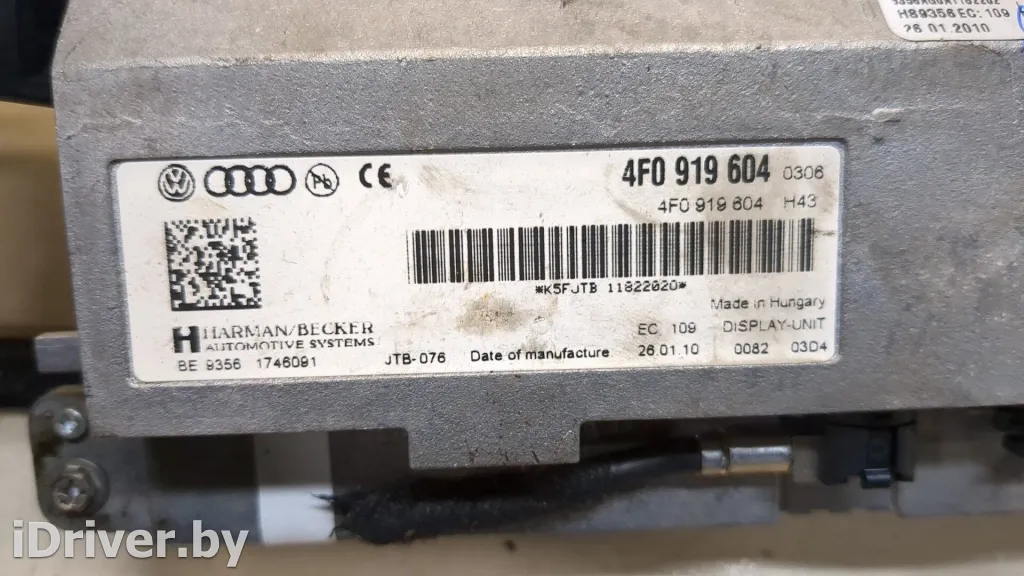 H89356 EC: 109
26 01.2010
Pb CE
4F0 919 604 0306
4F0 919 604 H43
*K5FJTB 11822020*
Made in Hungary
HARMAN/BECKER
AUTOMOTIVE SYSTEMS
EC 109 DISPLAY-UNIT
BE 9356 1746091 JTB-076 Date of manufacture 26.01.10 0082 03D4
iDriver.by